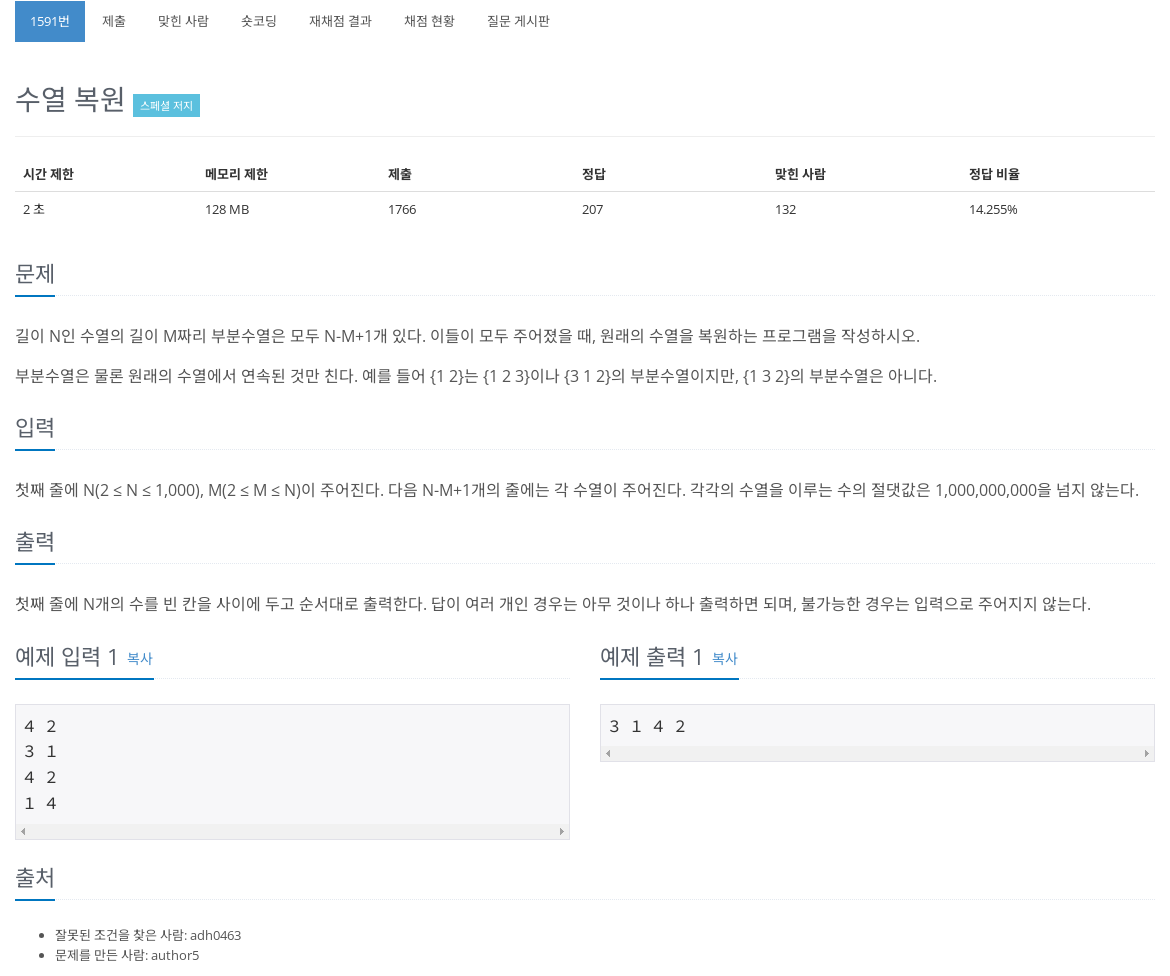 1591번 제출 맞힌 사람 숏코딩 재채점 결과 채점 현황 질문 게시판
수열 복원 스페셜 저지
시간 제한 메모리 제한 제출 정답 맞힌 사람 정답 비율
2 초 128 MB 1766 207 132 14.255%
문제
길이 N인 수열의 길이 M짜리 부분수열은 모두 N-M+1개 있다. 이들이 모두 주어졌을 때, 원래의 수열을 복원하는 프로그램을 작성하시오.
부분수열은 물론 원래의 수열에서 연속된 것만 친다. 예를 들어 {1 2}는 {1 2 3}이나 {3 1 2}의 부분수열이지만, {1 3 2}의 부분수열은 아니다.
입력
첫째 줄에 N(2 ≤ N ≤ 1,000), M(2 ≤ M ≤ N)이 주어진다. 다음 N-M+1개의 줄에는 각 수열이 주어진다. 각각의 수열을 이루는 수의 절댓값은 1,000,000,000을 넘지 않는다.
출력
첫째 줄에 N개의 수를 빈 칸을 사이에 두고 순서대로 출력한다. 답이 여러 개인 경우는 아무 것이나 하나 출력하면 되며, 불가능한 경우는 입력으로 주어지지 않는다.
예제 입력 1 복사
4 2
3 1
4 2
1 4
예제 출력 1 복사
3 1 4 2
출처
잘못된 조건을 찾은 사람: adh0463
문제를 만든 사람: author5